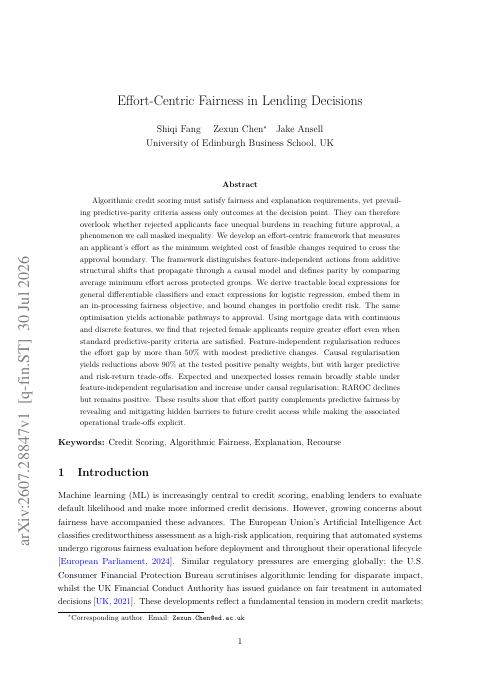 Effort-Centric Fairness in Lending Decisions
Shiqi Fang Zexun Chen* Jake Ansell
University of Edinburgh Business School, UK
Abstract
Algorithmic credit scoring must satisfy fairness and explanation requirements, yet prevail-
ing predictive-parity criteria assess only outcomes at the decision point. They can therefore
overlook whether rejected applicants face unequal burdens in reaching future approval, a
phenomenon we call masked inequality. We develop an effort-centric framework that measures
an applicant's effort as the minimum weighted cost of feasible changes required to cross the
approval boundary. The framework distinguishes feature-independent actions from additive
structural shifts that propagate through a causal model and defines parity by comparing
average minimum effort across protected groups. We derive tractable local expressions for
general differentiable classifiers and exact expressions for logistic regression, embed them in
an in-processing fairness objective, and bound changes in portfolio credit risk. The same
optimisation yields actionable pathways to approval. Using mortgage data with continuous
and discrete features, we find that rejected female applicants require greater effort even when
standard predictive-parity criteria are satisfied. Feature-independent regularisation reduces
the effort gap by more than 50% with modest predictive changes. Causal regularisation
yields reductions above 90% at the tested positive penalty weights, but with larger predictive
and risk-return trade-offs. Expected and unexpected losses remain broadly stable under
feature-independent regularisation and increase under causal regularisation; RAROC declines
but remains positive. These results show that effort parity complements predictive fairness by
revealing and mitigating hidden barriers to future credit access while making the associated
operational trade-offs explicit.
Keywords: Credit Scoring, Algorithmic Fairness, Explanation, Recourse
1 Introduction
Machine learning (ML) is increasingly central to credit scoring, enabling lenders to evaluate
default likelihood and make more informed credit decisions. However, growing concerns about
fairness have accompanied these advances. The European Union's Artificial Intelligence Act
classifies creditworthiness assessment as a high-risk application, requiring that automated systems
undergo rigorous fairness evaluation before deployment and throughout their operational lifecycle
[European Parliament, 2024]. Similar regulatory pressures are emerging globally; the U.S.
Consumer Financial Protection Bureau scrutinises algorithmic lending for disparate impact,
whilst the UK Financial Conduct Authority has issued guidance on fair treatment in automated
decisions [UK, 2021]. These developments reflect a fundamental tension in modern credit markets;
*Corresponding author. Email: Zexun.Chen@ed.ac.uk
1
arXiv:2607.28847v1 [q-fin.ST] 30 Jul 2026